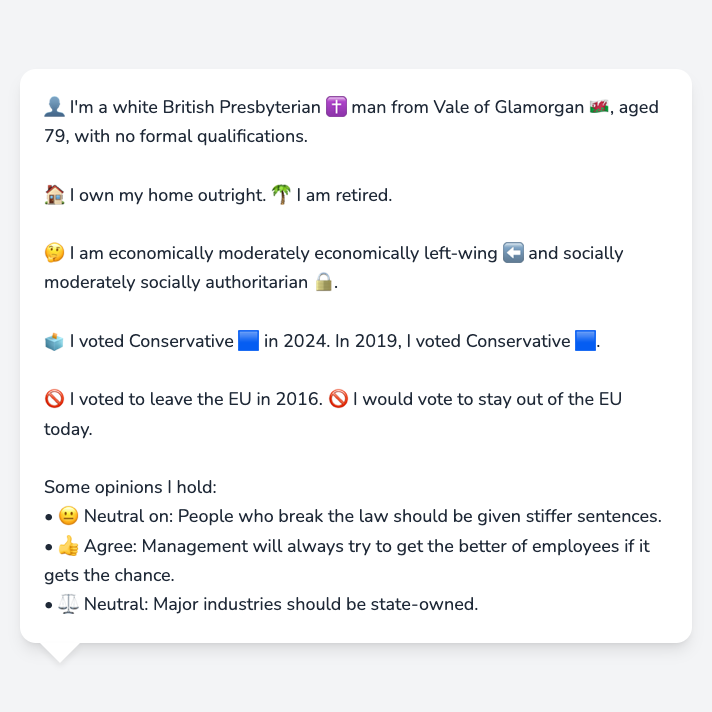 👤 I'm a white British Presbyterian ✝️ man from Vale of Glamorgan 🏴󠁧󠁢󠁷󠁬󠁳󠁿, aged
79, with no formal qualifications.
🏠 I own my home outright. 🌴 I am retired.
🤔 I am economically moderately economically left-wing ⬅️ and socially
moderately socially authoritarian 🔒.
🗳️ I voted Conservative 🟦 in 2024. In 2019, I voted Conservative 🟦.
🚫 I voted to leave the EU in 2016. 🚫 I would vote to stay out of the EU
today.
Some opinions I hold:
• 😐 Neutral on: People who break the law should be given stiffer sentences.
• 👍 Agree: Management will always try to get the better of employees if it
gets the chance.
• ⚖️ Neutral: Major industries should be state-owned.